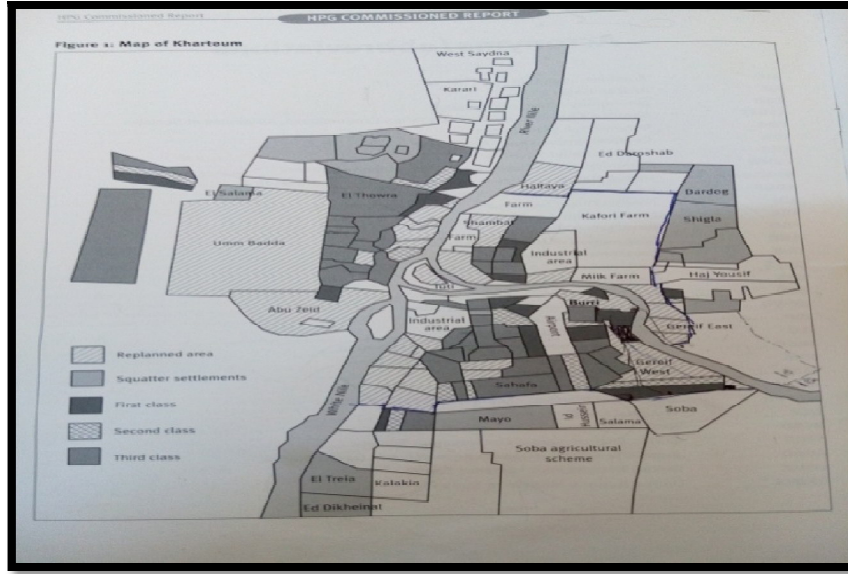 HPG Commissioned Report
HPG COMMISSIONED REPORT
Figure 1: Map of Khartoum
West Saydna
Karari
River Nile
Ed Doroshab
Halfaya
El Salama
El Thowra
Dardog
Farm
Kafori Farm
Shigla
Shambat
Farm
Umm Badda
Industrial
area
Milk Farm
Haj Yousif
Tuti
Burri
Abu Zeid
Industrial
area
Airport
Gereif East
Replanned area
Gereif
West
Squatter settlements
Sahafa
First class
White Nile
Soba
Mayo
Salama
Second class
Soba agricultural
scheme
Third class
El Treia
Kalakla
Ed Dikheinat